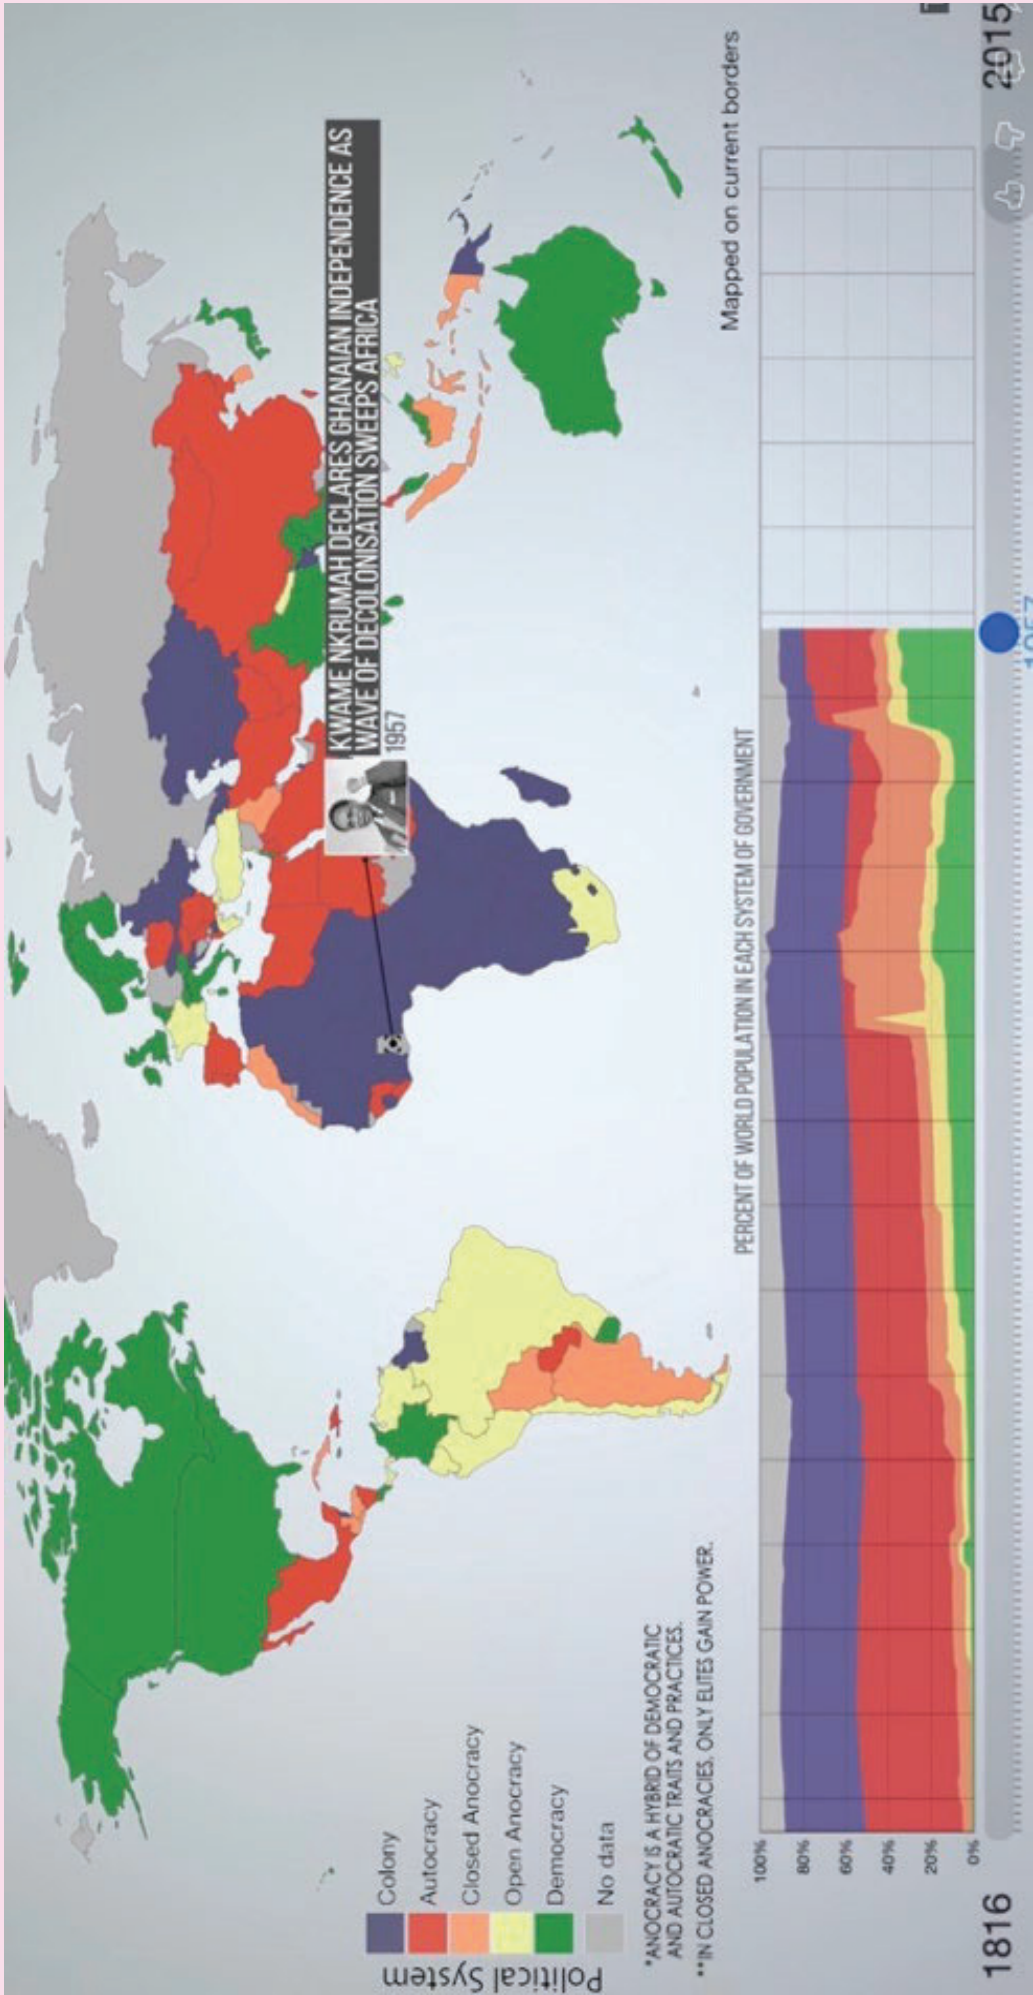 KWAME NKRUMAH DECLARES GHANAIAN INDEPENDENCE AS
WAVE OF DECOLONISATION SWEEPS AFRICA
1957
Political System
Colony
Autocracy
Closed Anocracy
Open Anocracy
Democracy
No data
*ANOCRACY IS A HYBRID OF DEMOCRATIC
AND AUTOCRATIC TRAITS AND PRACTICES.
**IN CLOSED ANOCRACIES, ONLY ELITES GAIN POWER.
Mapped on current borders
PERCENT OF WORLD POPULATION IN EACH SYSTEM OF GOVERNMENT
100%
80%
60%
40%
20%
0%
1816
1957
2015